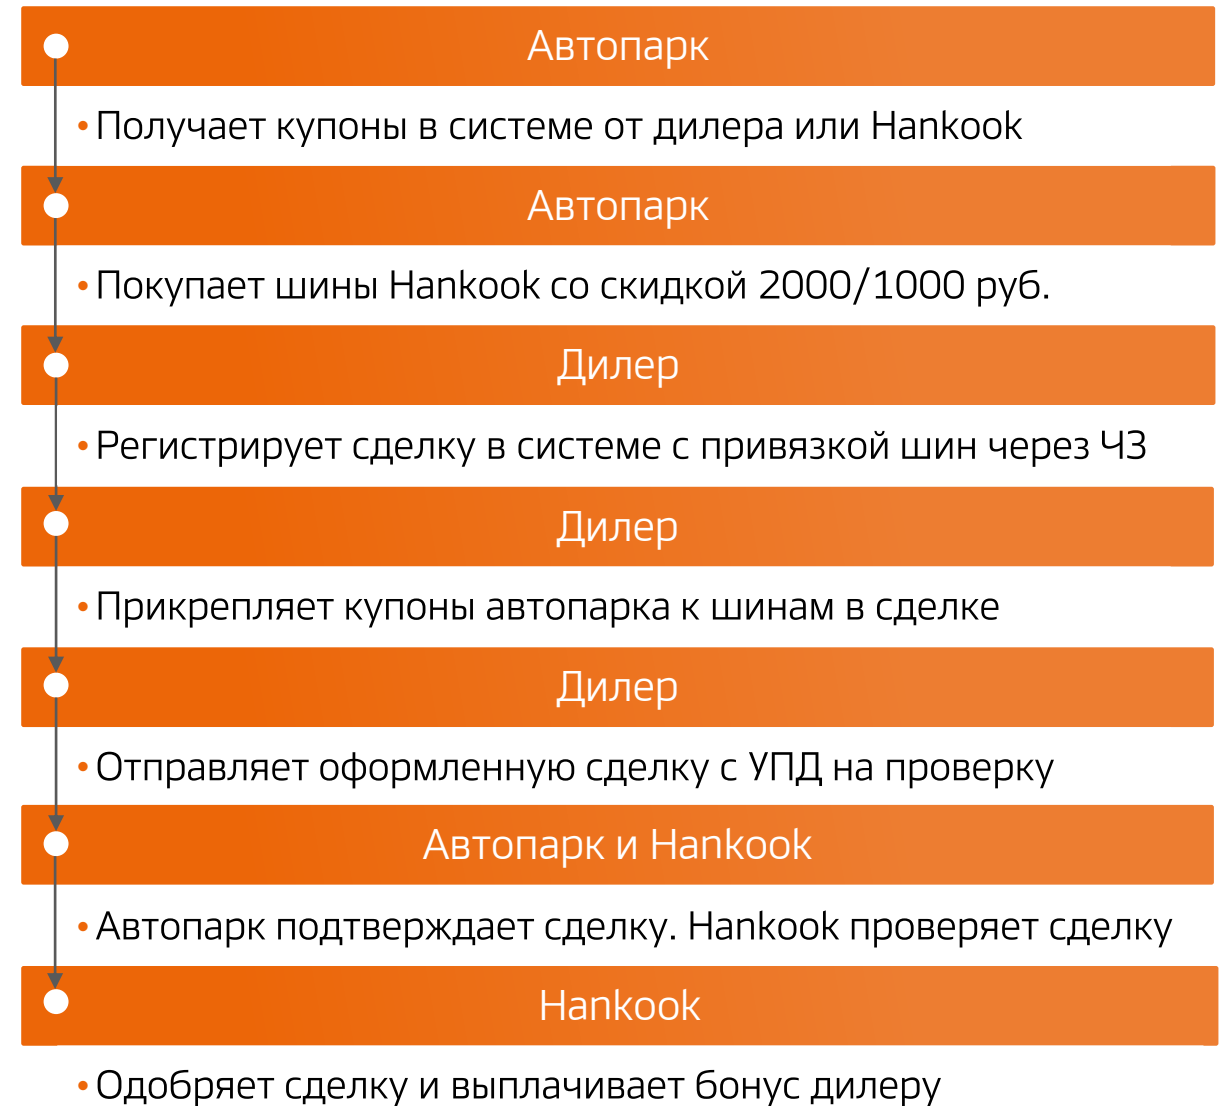 Автопарк
• Получает купоны в системе от дилера или Hankook
Автопарк
• Покупает шины Hankook со скидкой 2000/1000 руб.
Дилер
• Регистрирует сделку в системе с привязкой шин через ЧЗ
Дилер
• Прикрепляет купоны автопарка к шинам в сделке
Дилер
• Отправляет оформленную сделку с УПД на проверку
Автопарк и Hankook
• Автопарк подтверждает сделку. Hankook проверяет сделку
Hankook
• Одобряет сделку и выплачивает бонус дилеру